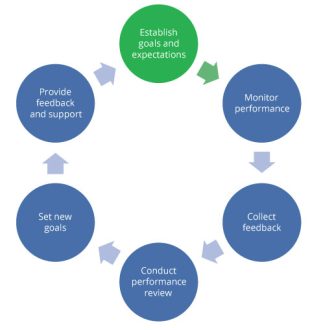 Establish
goals and
expectations
Monitor
performance
Collect
feedback
Conduct
performance
review
Set new
goals
Provide
feedback
and support